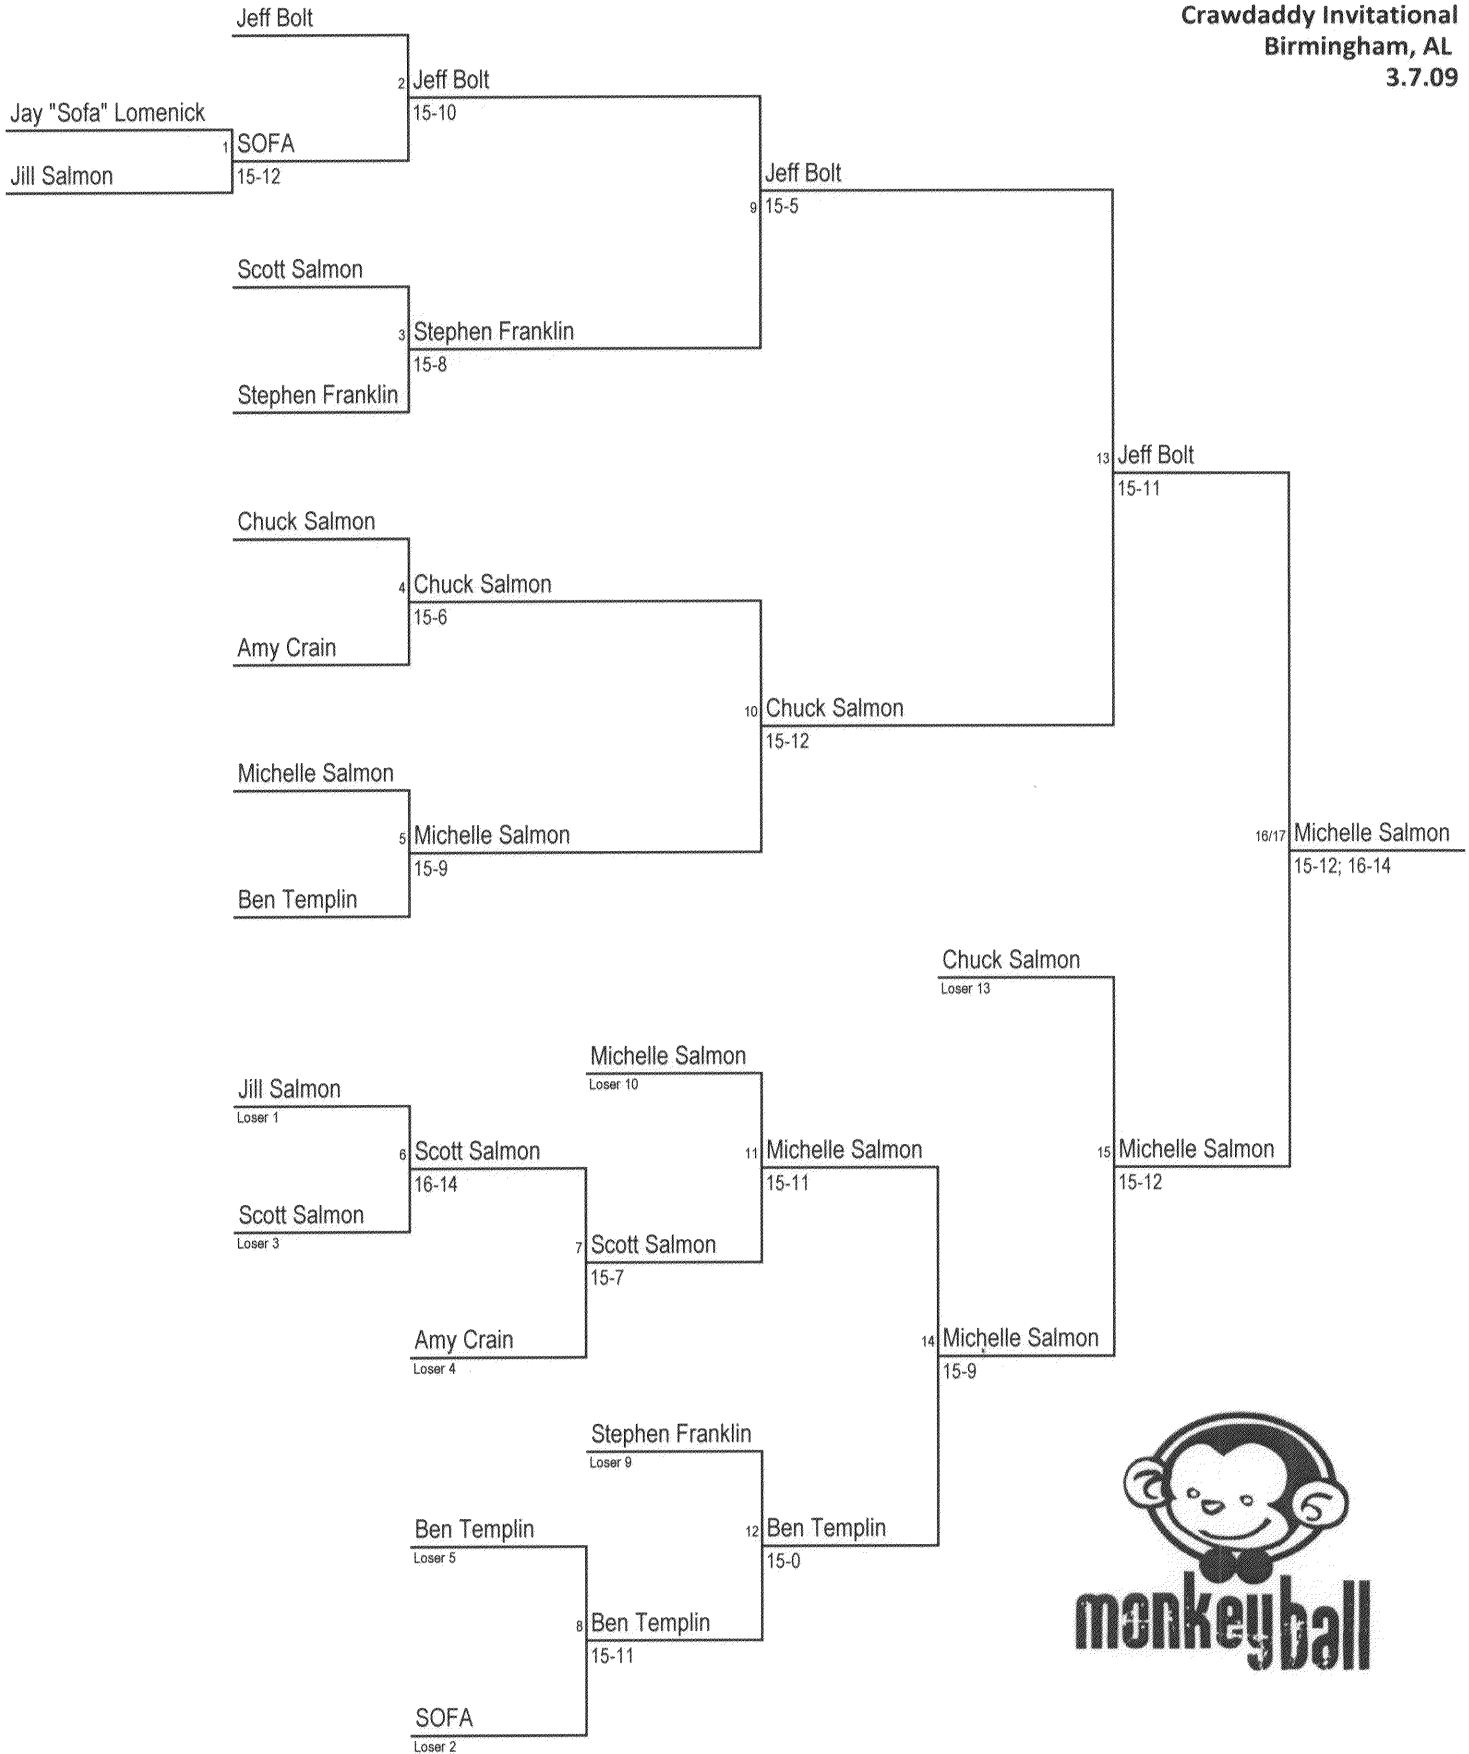 Crawdaddy Invitational
Birmingham, AL
3.7.09
Jeff Bolt
2 Jeff Bolt
15-10
Jay "Sofa" Lomenick
1 SOFA
15-12
Jill Salmon
Jeff Bolt
9 15-5
Scott Salmon
3 Stephen Franklin
15-8
Stephen Franklin
13 Jeff Bolt
15-11
Chuck Salmon
4 Chuck Salmon
15-6
Amy Crain
10 Chuck Salmon
15-12
Michelle Salmon
5 Michelle Salmon
15-9
Ben Templin
16/17 Michelle Salmon
15-12; 16-14
Chuck Salmon
Loser 13
Michelle Salmon
Loser 10
Jill Salmon
Loser 1
6 Scott Salmon
16-14
11 Michelle Salmon
15-11
15 Michelle Salmon
15-12
Scott Salmon
Loser 3
7 Scott Salmon
15-7
Amy Crain
Loser 4
14 Michelle Salmon
15-9
Stephen Franklin
Loser 9
Ben Templin
Loser 5
12 Ben Templin
15-0
8 Ben Templin
15-11
SOFA
Loser 2
monkeyball